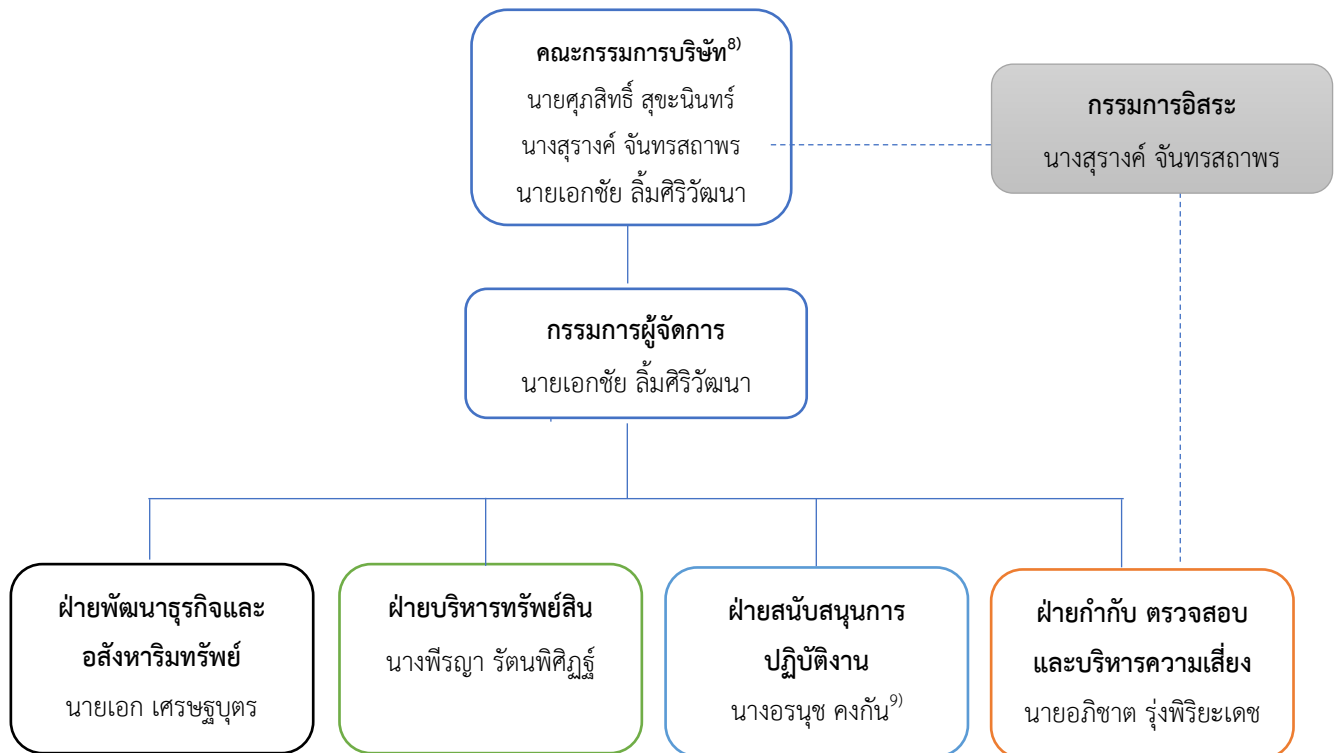 คณะกรรมการบริษัท⁸⁾
นายศุภสิทธิ์ สุขะนินทร์
นางสุรางค์ จันทรสถาพร
นายเอกชัย ลิ้มศิริวัฒนา
กรรมการอิสระ
นางสุรางค์ จันทรสถาพร
กรรมการผู้จัดการ
นายเอกชัย ลิ้มศิริวัฒนา
ฝ่ายพัฒนาธุรกิจและ
อสังหาริมทรัพย์
นายเอก เศรษฐบุตร
ฝ่ายบริหารทรัพย์สิน
นางพีรญา รัตนพิศิฏฐ์
ฝ่ายสนับสนุนการ
ปฏิบัติงาน
นางอรนุช คงกัน⁹⁾
ฝ่ายกำกับ ตรวจสอบ
และบริหารความเสี่ยง
นายอภิชาต รุ่งพิริยะเดช